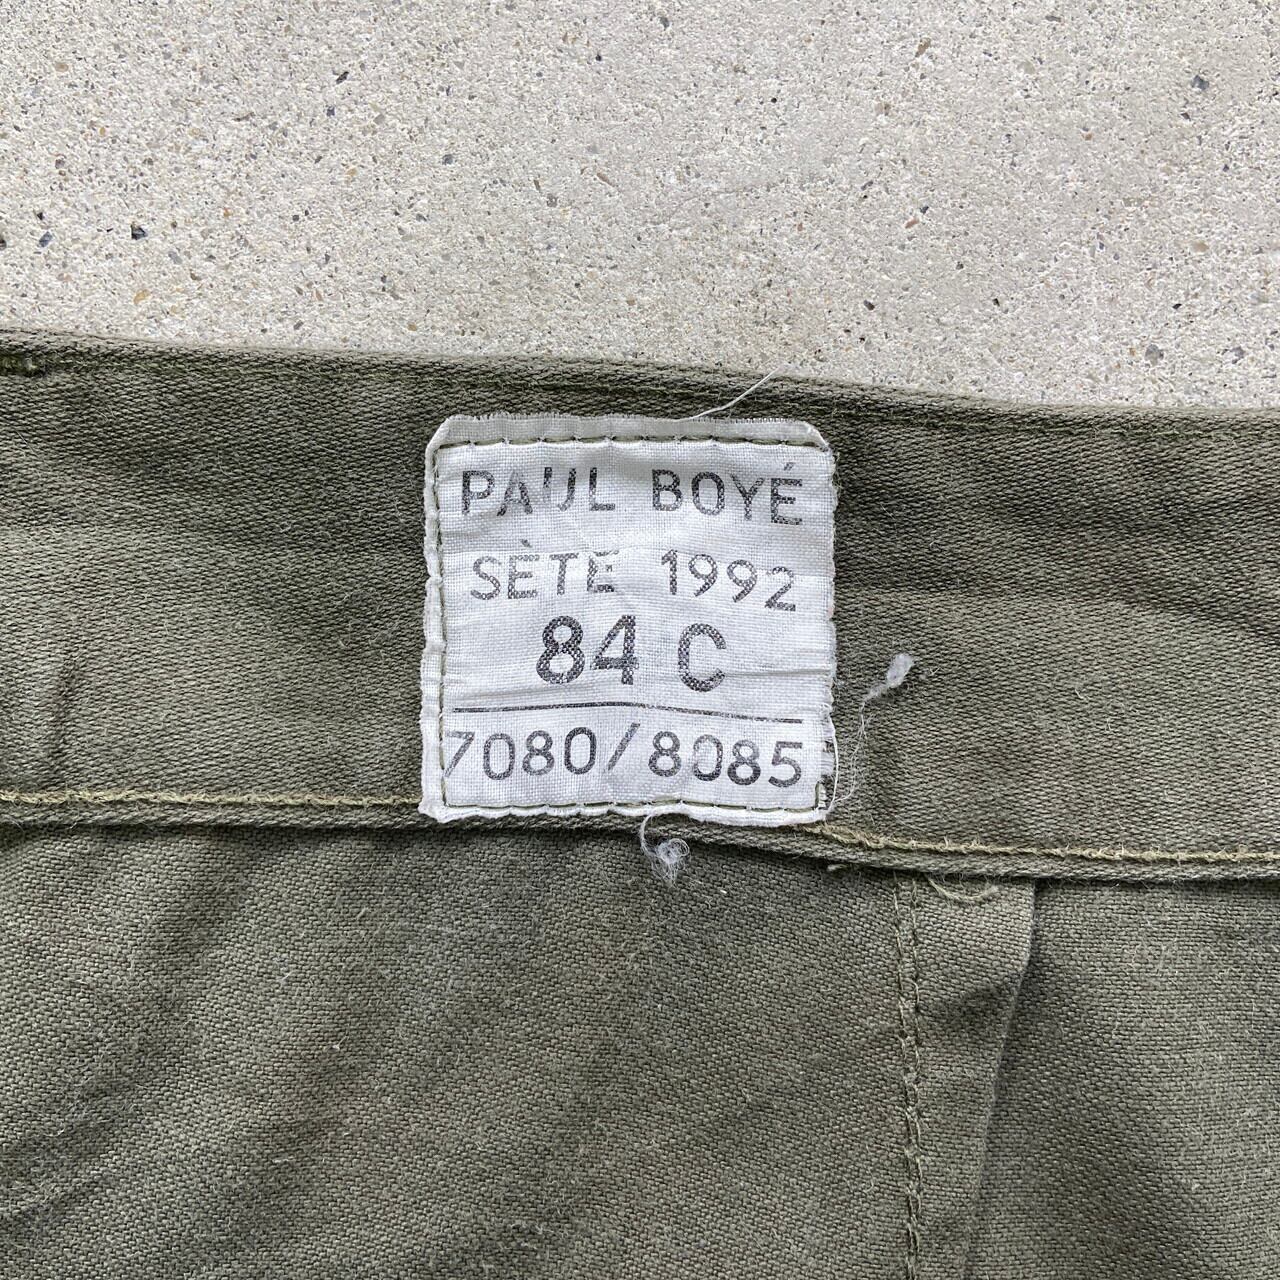 PAUL BOYÉ
SÈTE 1992
84 C
7080/8085